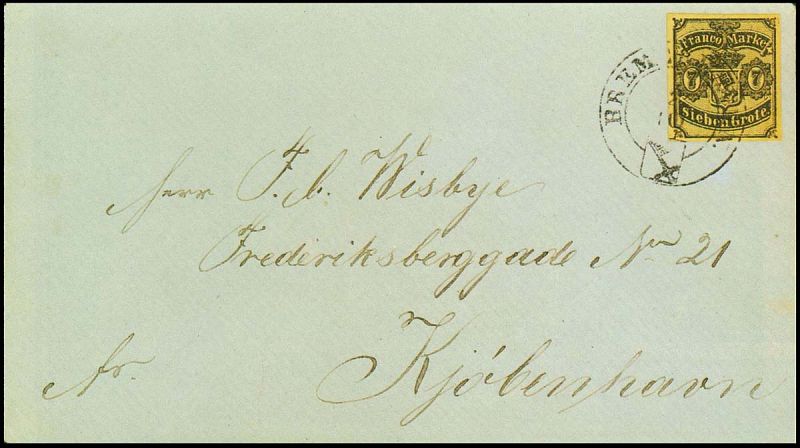 Franco Marke
7 7
Sieben Grote.
BREM
Herr F. C. Wisbye
Frederiksberggade No 21
Fr.
Kjöbenhavn